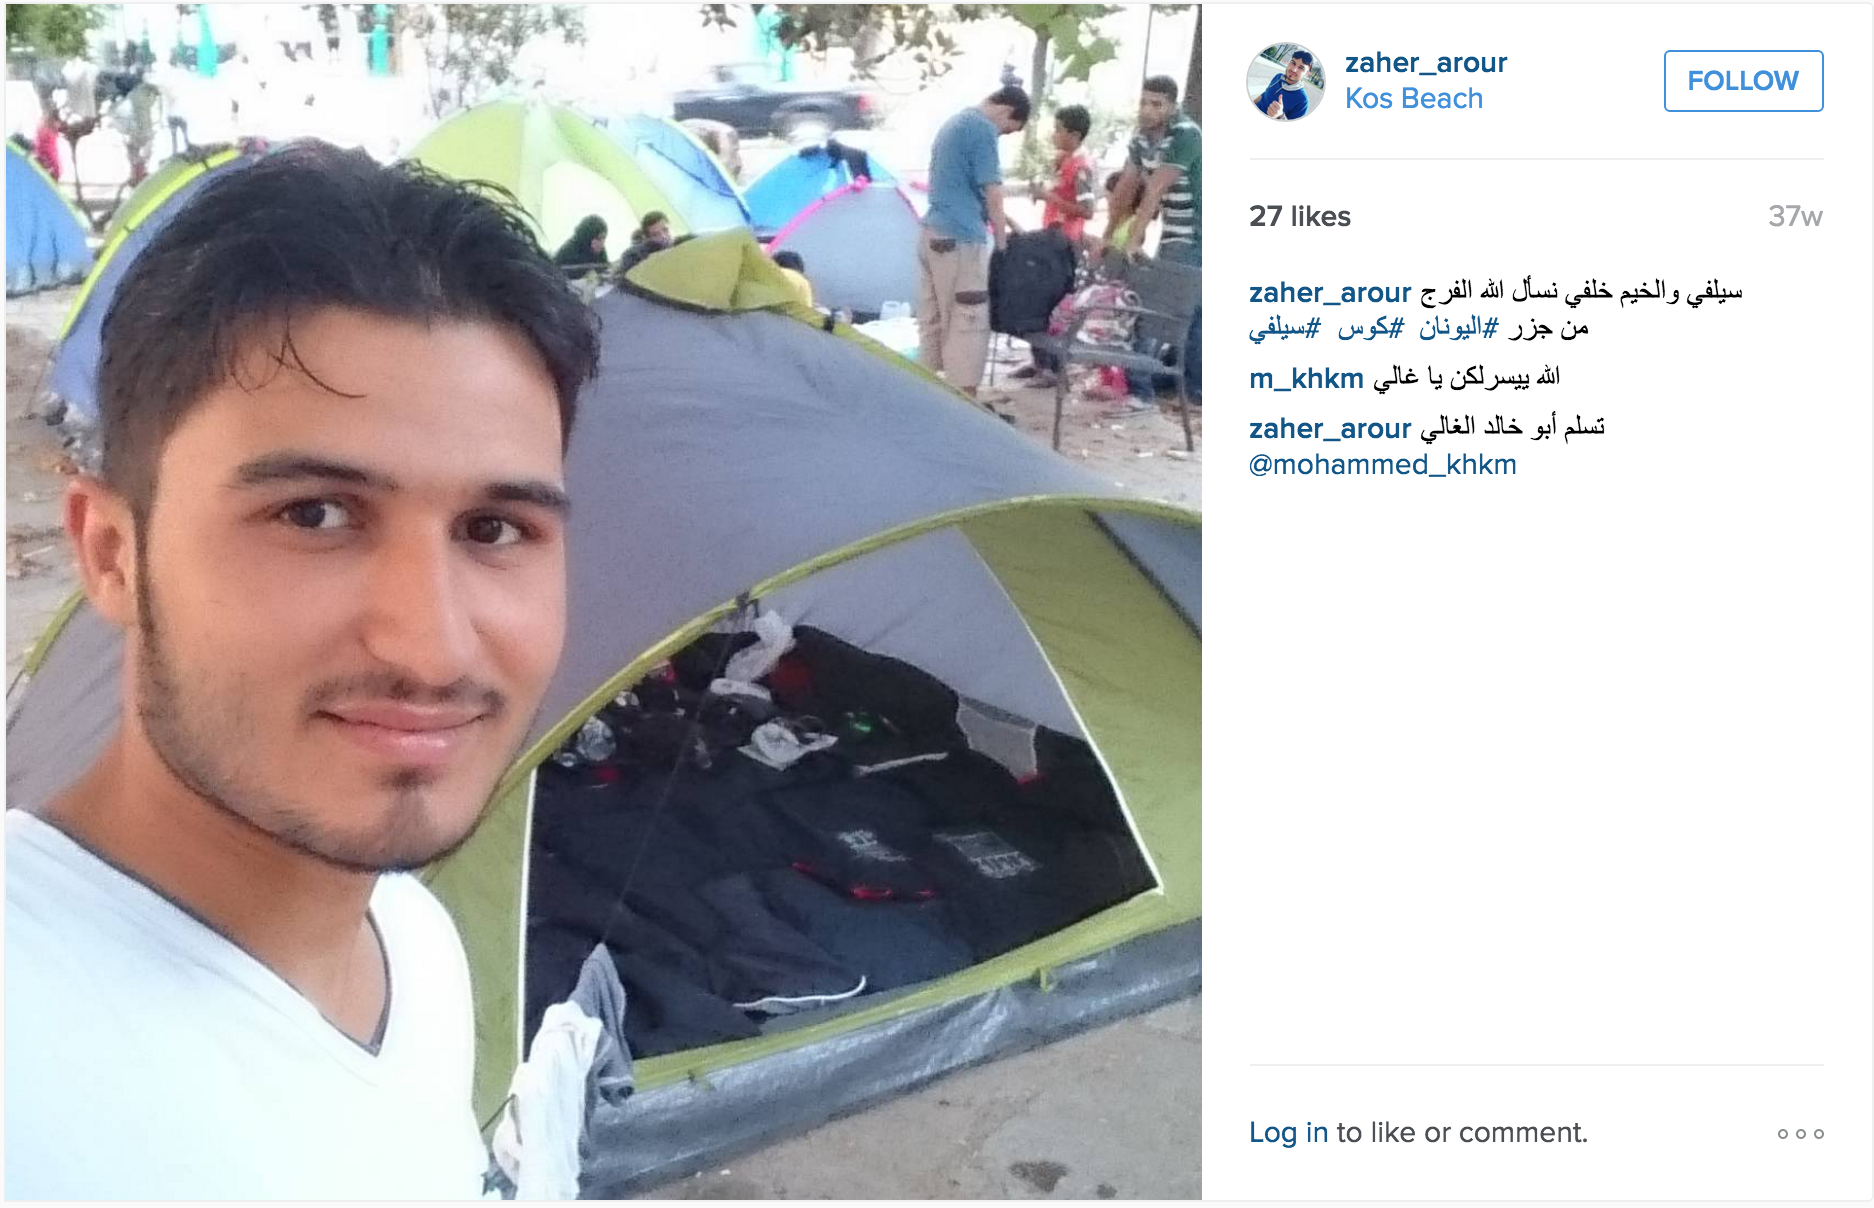 zaher_arour
Kos Beach
FOLLOW
27 likes
37w
zaher_arour سيلفي والخيم خلفي نسأل الله الفرج
من جزر #اليونان #كوس #سيلفي
m_khkm الله ييسرلكن يا غالي
zaher_arour تسلم أبو خالد الغالي
@mohammed_khkm
Log in to like or comment.